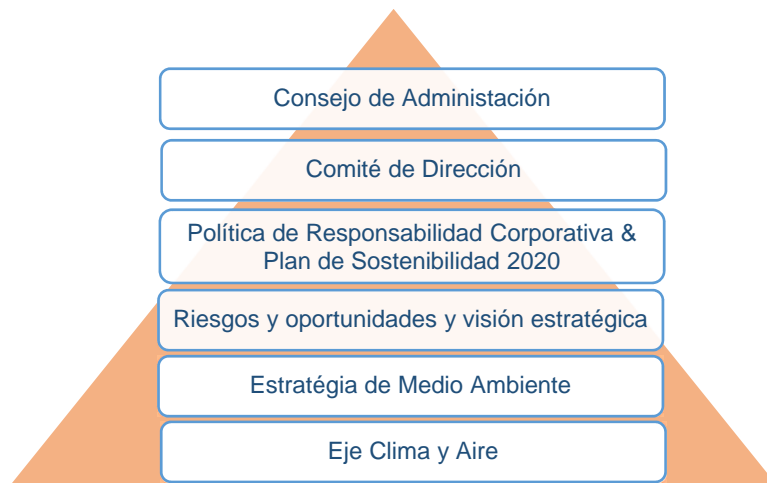 Consejo de Administación
Comité de Dirección
Política de Responsabilidad Corporativa &
Plan de Sostenibilidad 2020
Riesgos y oportunidades y visión estratégica
Estratégia de Medio Ambiente
Eje Clima y Aire